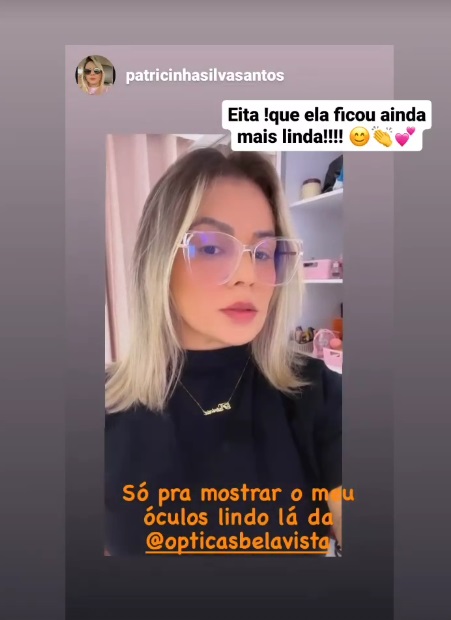 patricinhasilvasantos
Eita !que ela ficou ainda
mais linda!!!! 😊👏💕
Só pra mostrar o meu
óculos lindo lá da
@opticasbelavista